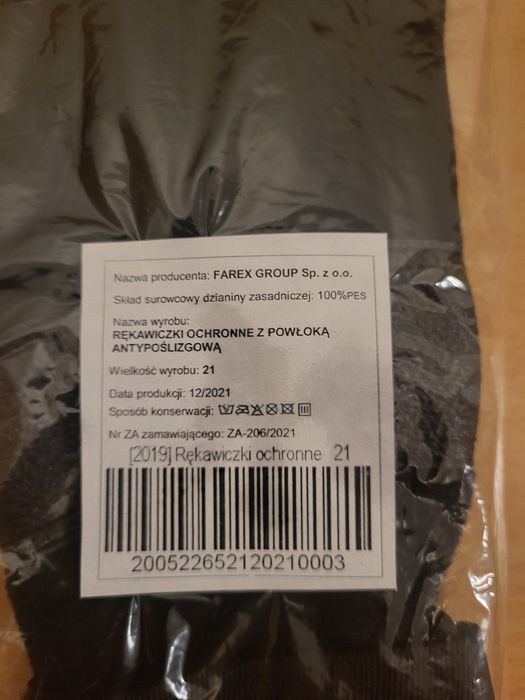 Nazwa producenta: FAREX GROUP Sp. z o.o.
Skład surowcowy dzianiny zasadniczej: 100%PES
Nazwa wyrobu:
RĘKAWICZKI OCHRONNE Z POWŁOKĄ
ANTYPOŚLIZGOWĄ
Wielkość wyrobu: 21
Data produkcji: 12/2021
Sposób konserwacji:
Nr ZA zamawiającego: ZA-206/2021
[2019] Rękawiczki ochronne 21
200522652120210003